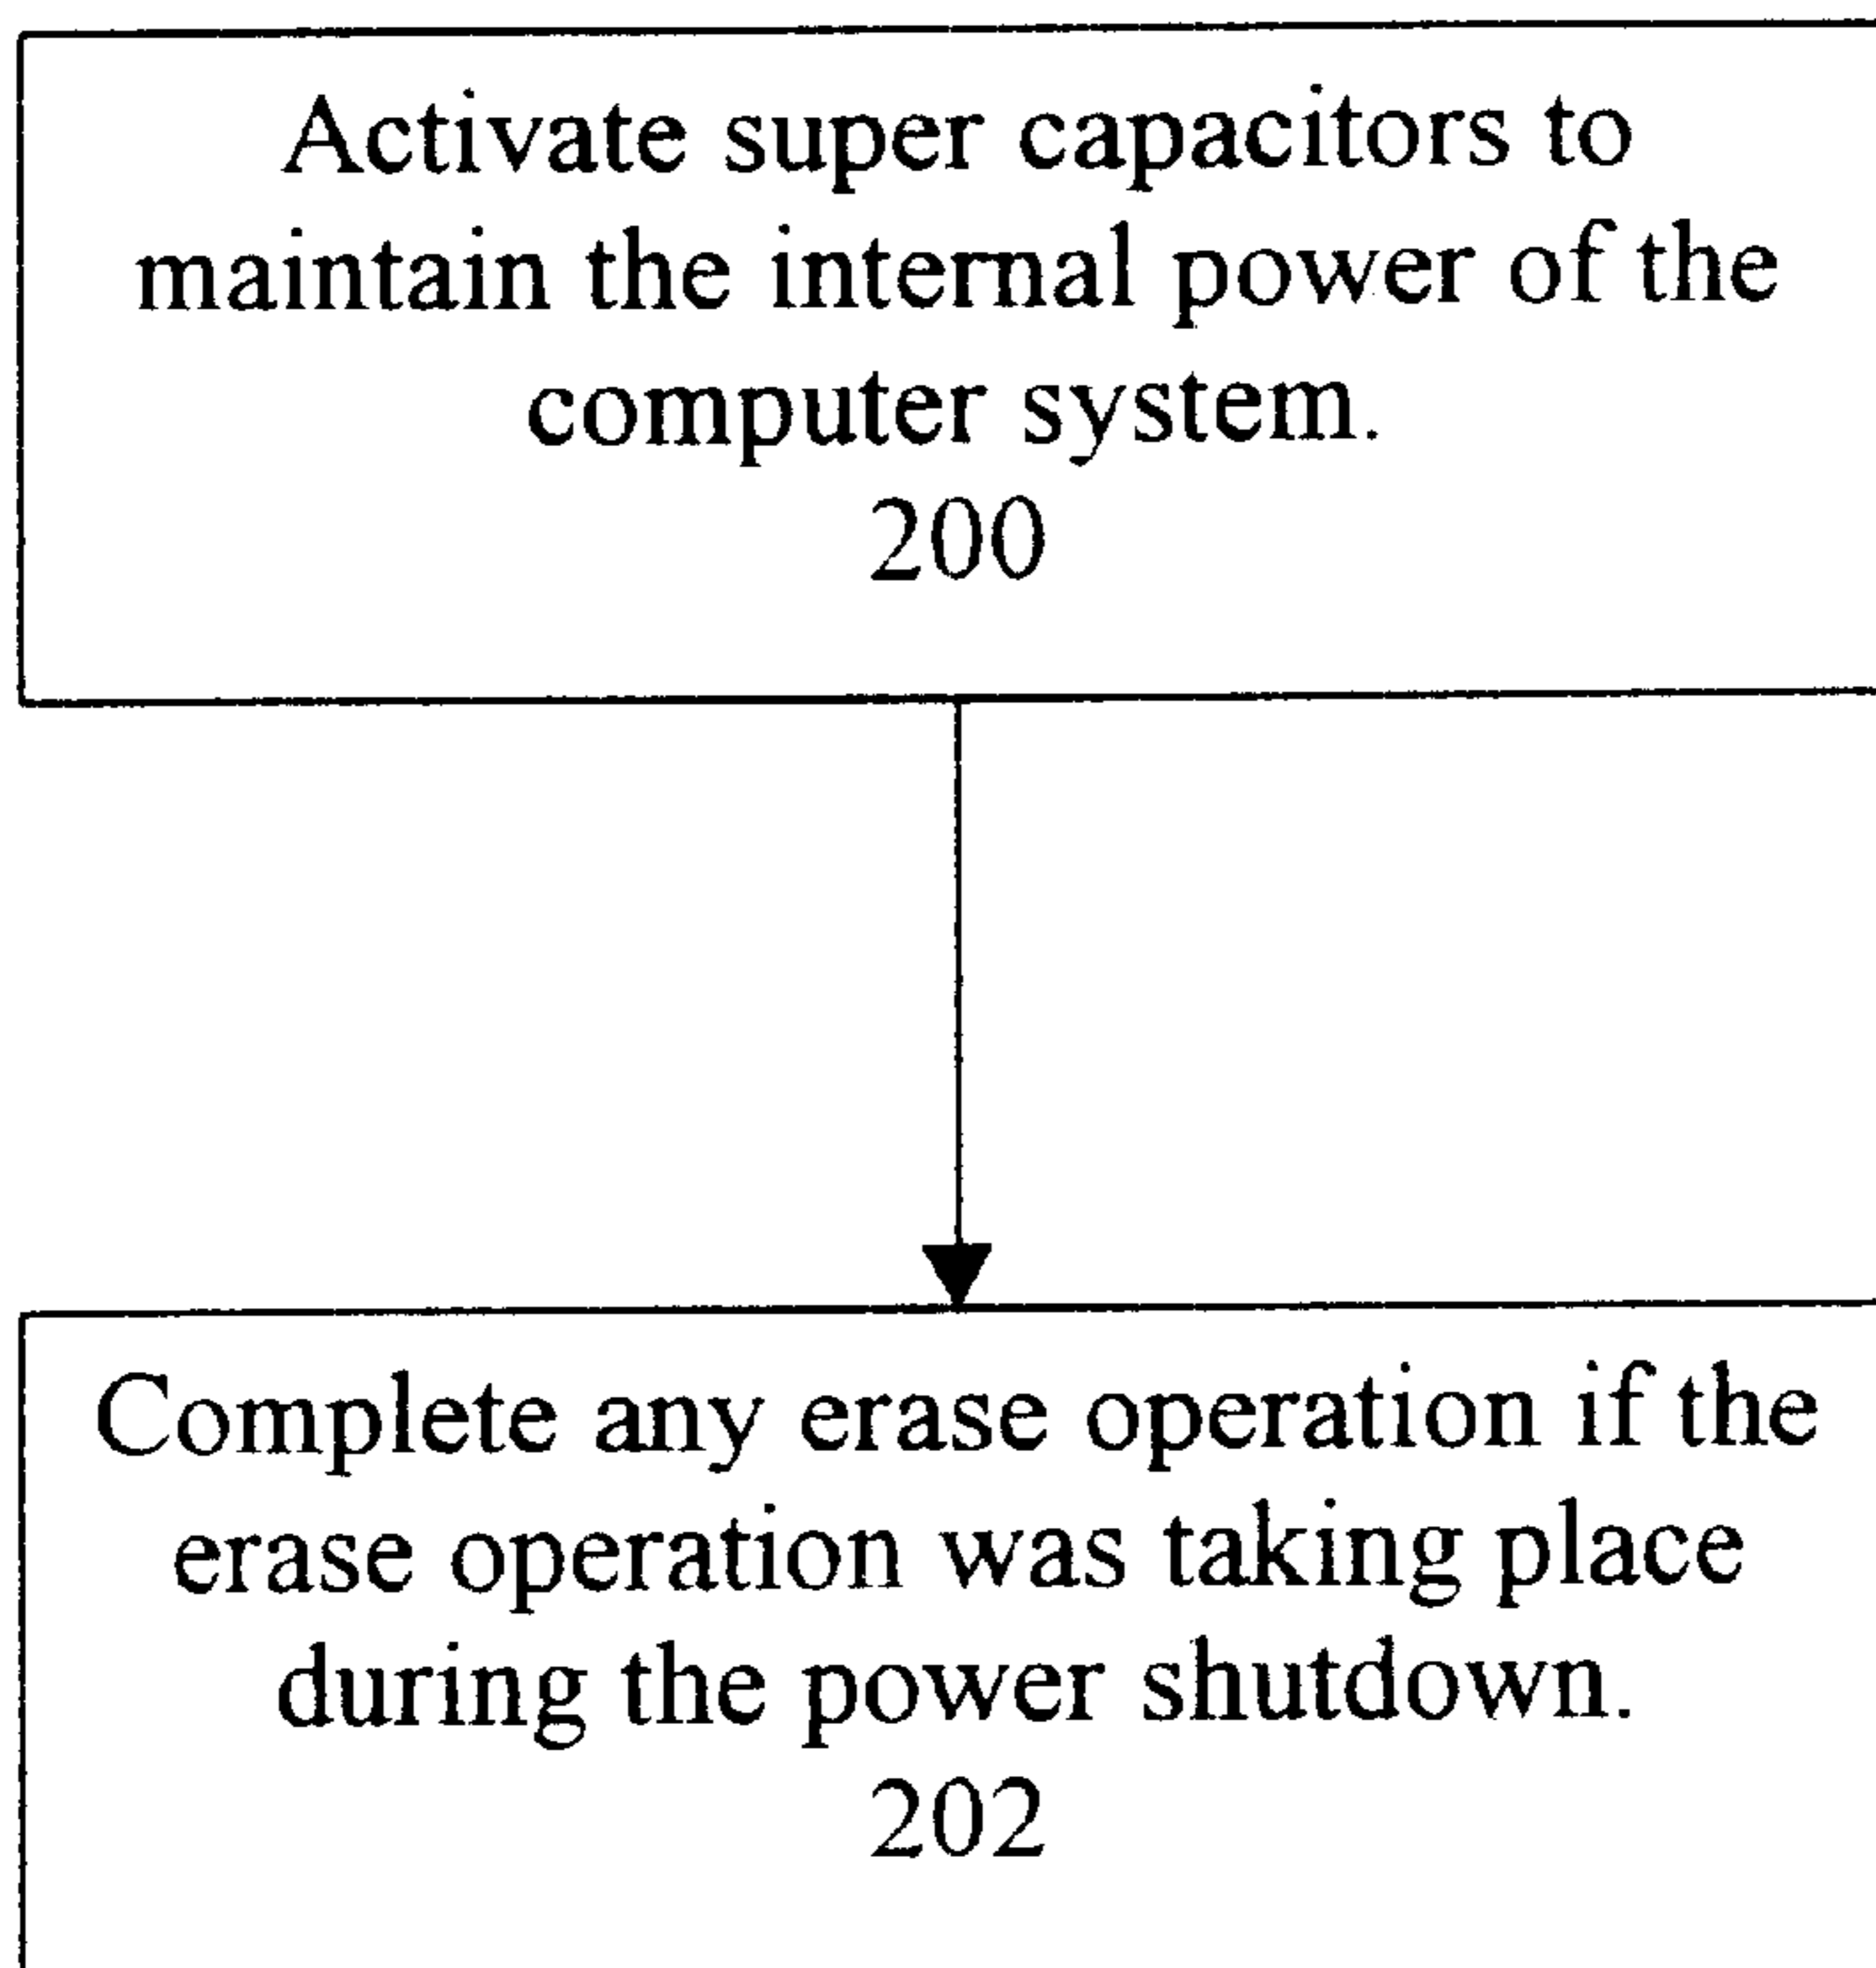 Activate super capacitors to
maintain the internal power of the
computer system.
200
Complete any erase operation if the
erase operation was taking place
during the power shutdown.
202